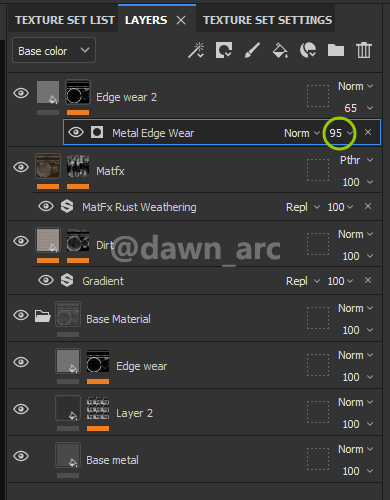 TEXTURE SET LIST LAYERS × TEXTURE SET SETTINGS
Base color
Norm
Edge wear 2
65
Metal Edge Wear Norm 95 ×
Pthr
Matfx
100
MatFx Rust Weathering Repl 100 ×
Norm
Dirt
100
@dawn_arc
Gradient Repl 100 ×
Norm
Base Material
100
Norm
Edge wear
100
Norm
Layer 2
100
Norm
Base metal
100